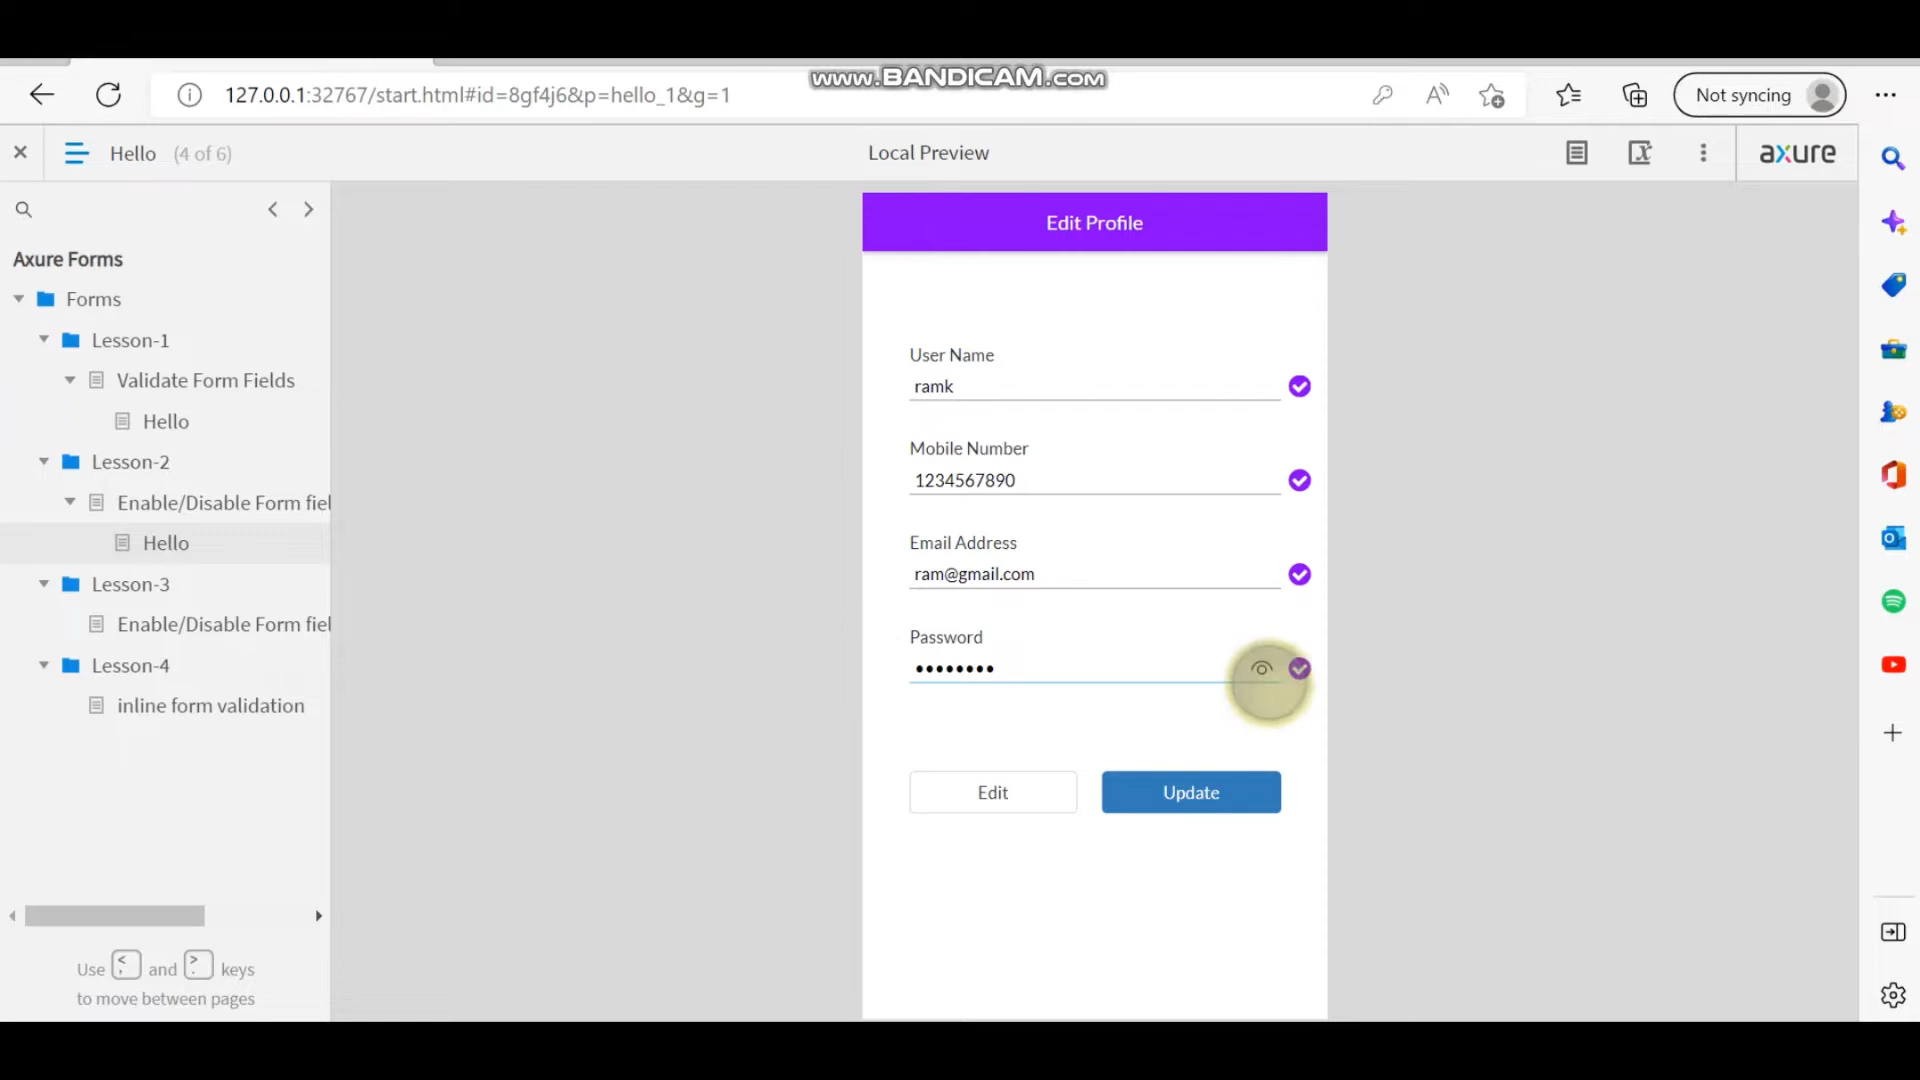 www.BANDICAM.com
127.0.0.1:32767/start.html#id=8gf4j6&p=hello_1&g=1
Not syncing
Hello (4 of 6)
Local Preview
axure
Axure Forms
Forms
Lesson-1
Validate Form Fields
Hello
Lesson-2
Enable/Disable Form fiel
Hello
Lesson-3
Enable/Disable Form fiel
Lesson-4
inline form validation
Use < , and > . keys
to move between pages
Edit Profile
User Name
ramk
Mobile Number
1234567890
Email Address
ram@gmail.com
Password
••••••••
Edit
Update